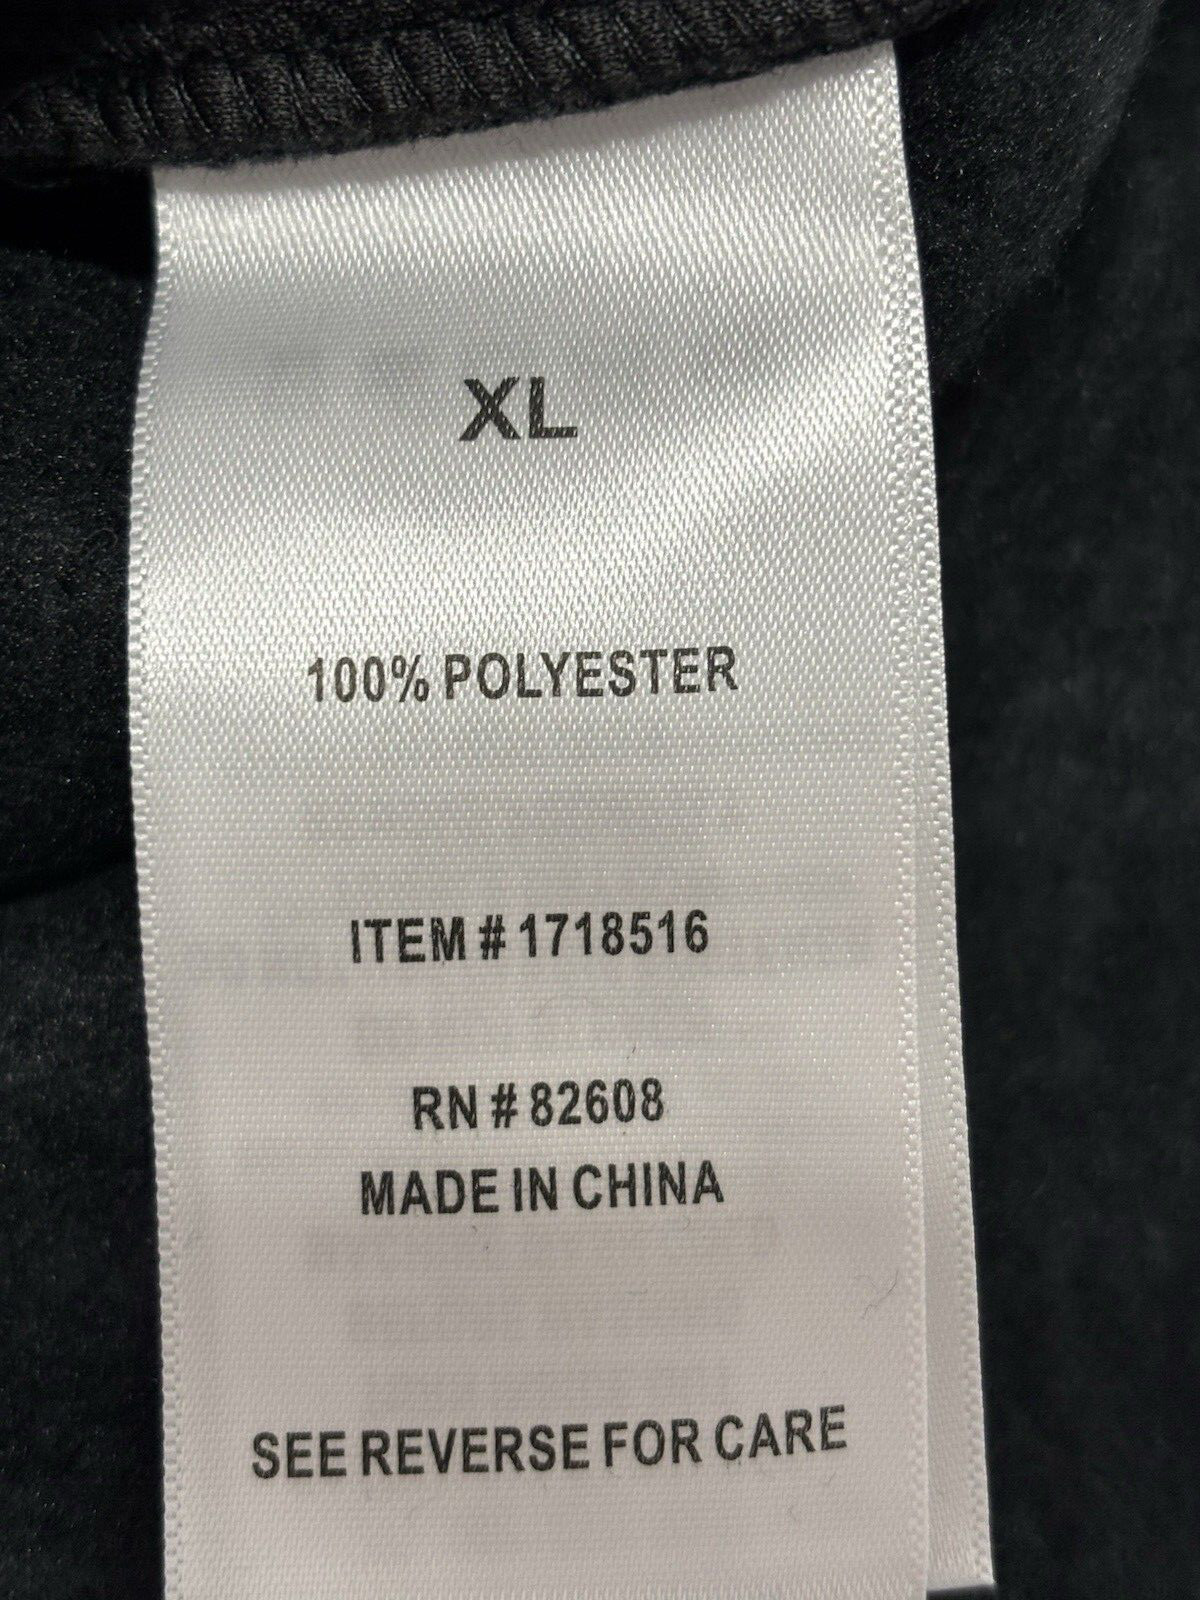 XL
100% POLYESTER
ITEM # 1718516
RN # 82608
MADE IN CHINA
SEE REVERSE FOR CARE